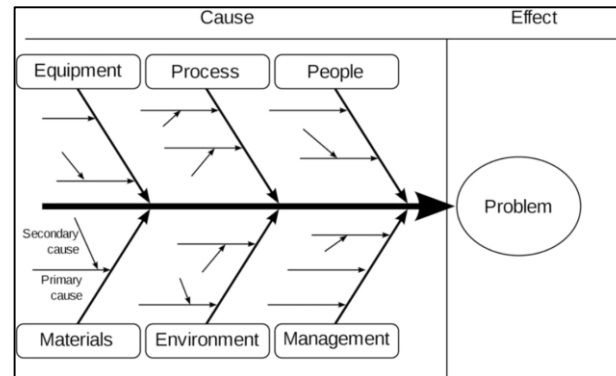 Cause
Effect
Equipment
Process
People
Problem
Secondary
cause
Primary
cause
Materials
Environment
Management